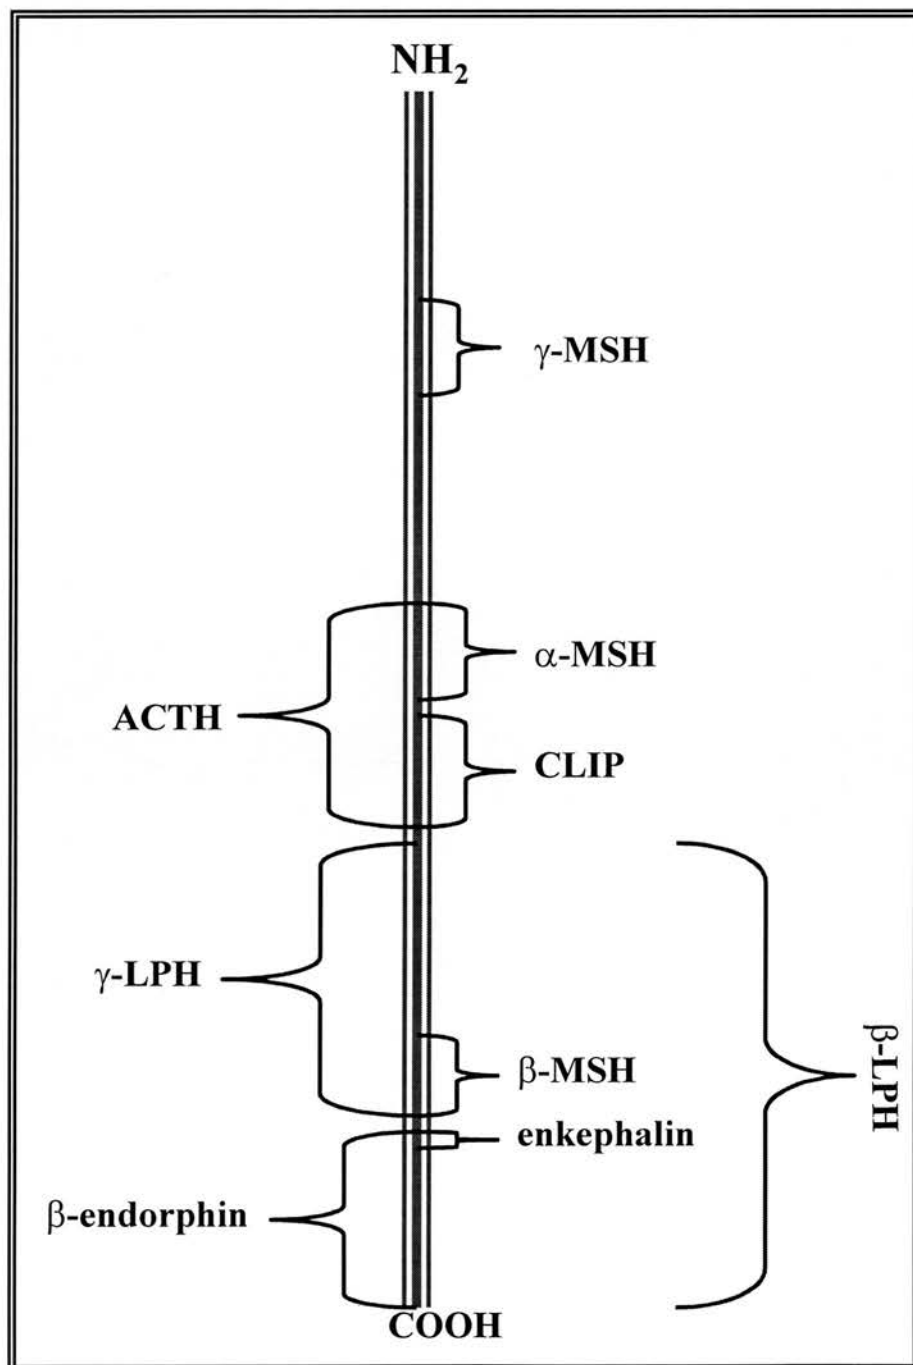 NH₂
γ-MSH
α-MSH
ACTH
CLIP
γ-LPH
β-MSH
β-LPH
enkephalin
β-endorphin
COOH